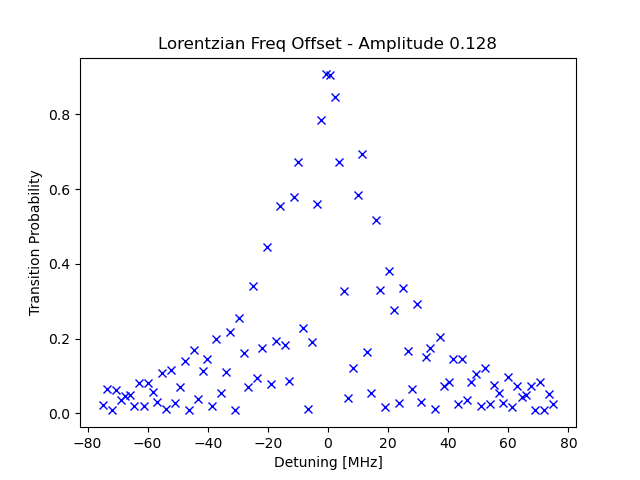 Lorentzian Freq Offset - Amplitude 0.128
Transition Probability
0.8
0.6
0.4
0.2
0.0
−80 −60 −40 −20 0 20 40 60 80
Detuning [MHz]